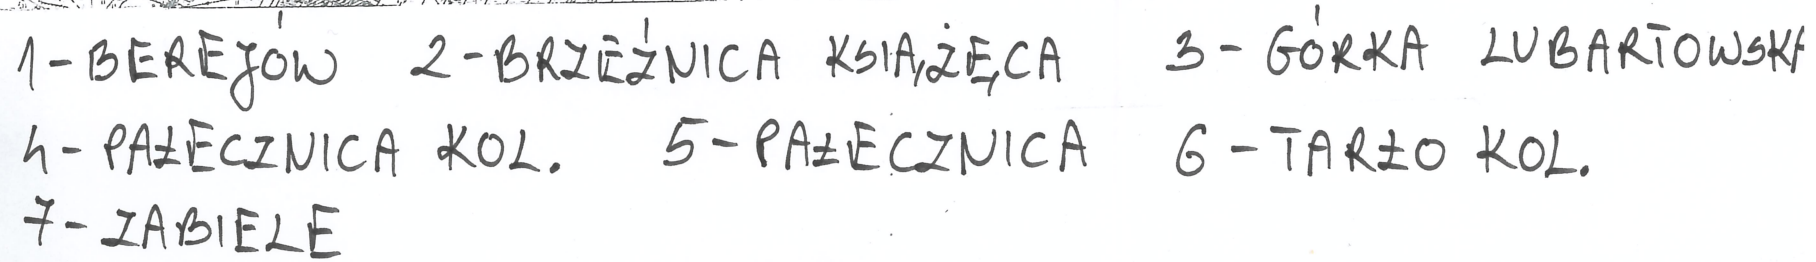 1-BEREJÓW 2-BRZEŹNICA KSIĄŻĘCA 3-GÓRKA LUBARTOWSKA
4-PAŁECZNICA KOL. 5-PAŁECZNICA 6-TARŁO KOL.
7-ZABIELE